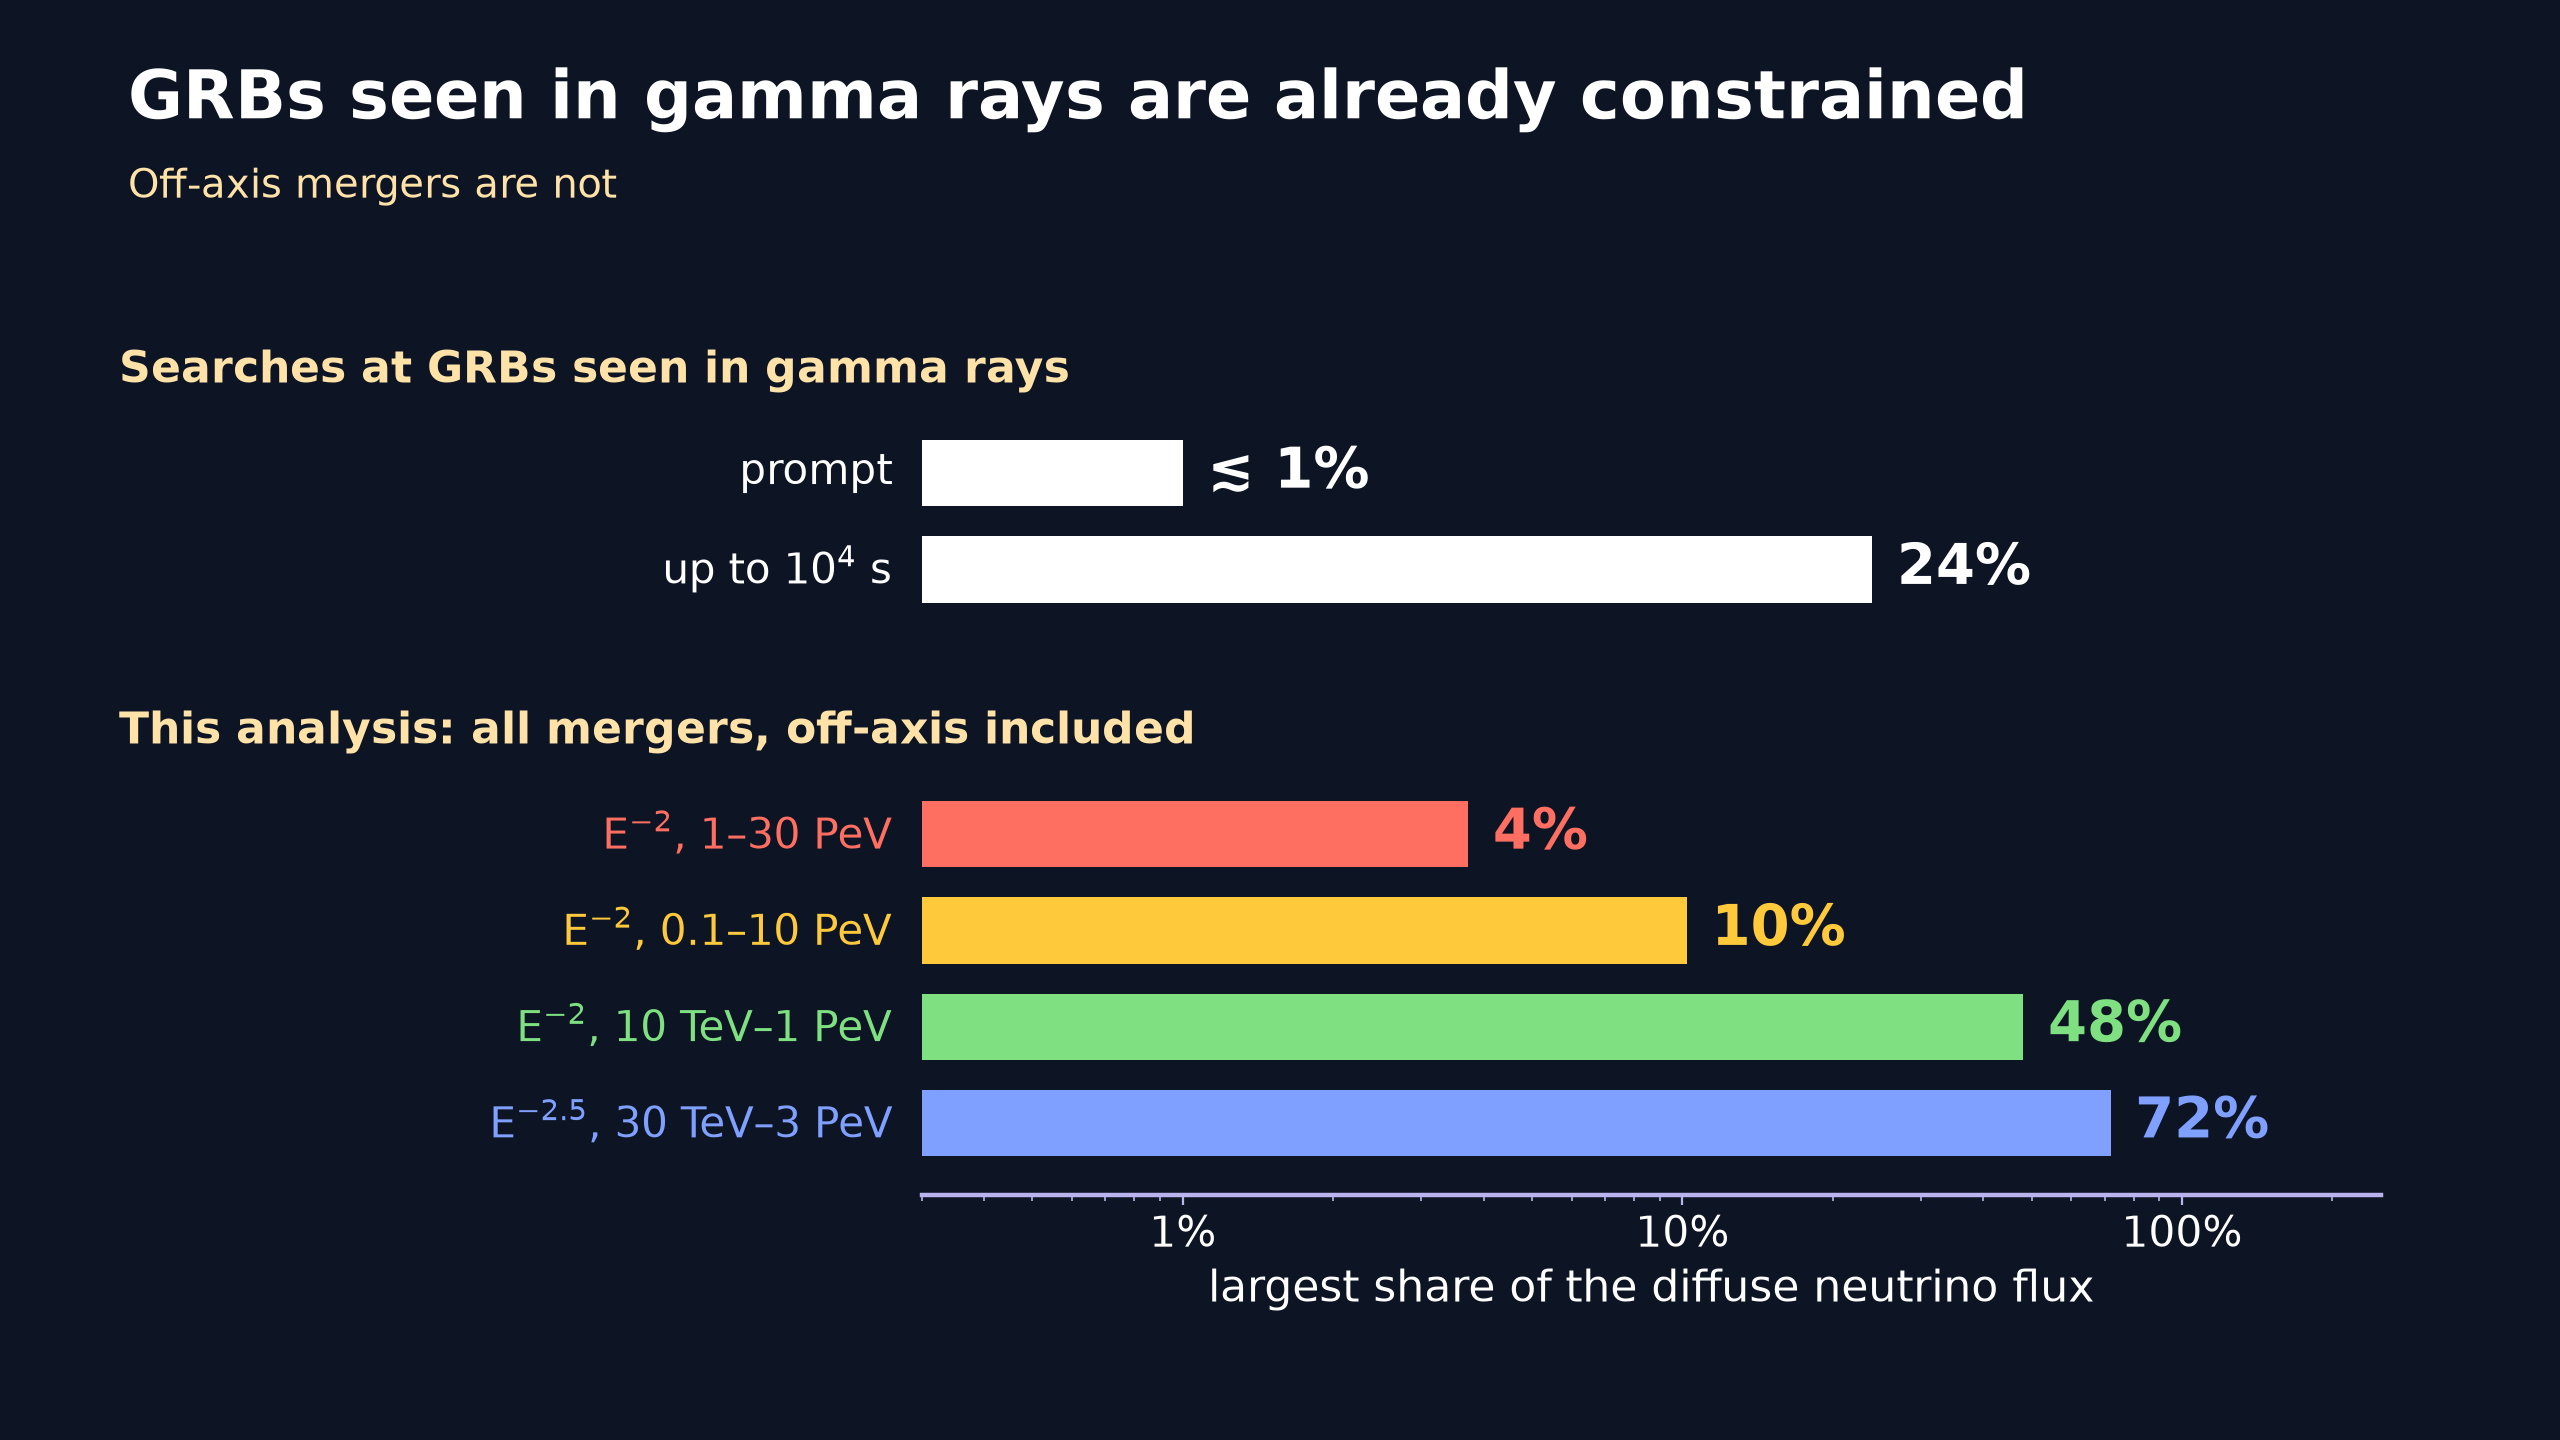 GRBs seen in gamma rays are already constrained
Off-axis mergers are not
Searches at GRBs seen in gamma rays
prompt ≲ 1%
up to 10⁴ s 24%
This analysis: all mergers, off-axis included
E⁻², 1–30 PeV 4%
E⁻², 0.1–10 PeV 10%
E⁻², 10 TeV–1 PeV 48%
E⁻²·⁵, 30 TeV–3 PeV 72%
1% 10% 100%
largest share of the diffuse neutrino flux